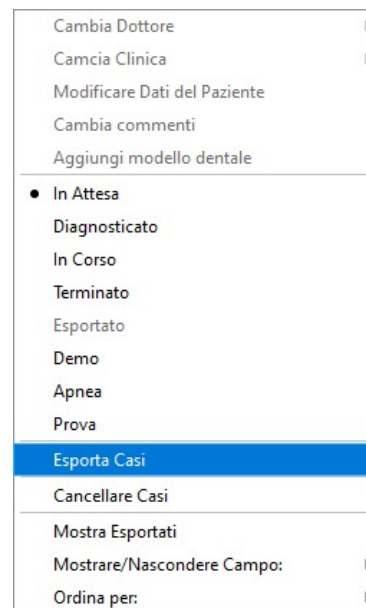 Cambia Dottore
Camcia Clinica
Modificare Dati del Paziente
Cambia commenti
Aggiungi modello dentale
In Attesa
Diagnosticato
In Corso
Terminato
Esportato
Demo
Apnea
Prova
Esporta Casi
Cancellare Casi
Mostra Esportati
Mostrare/Nascondere Campo:
Ordina per: